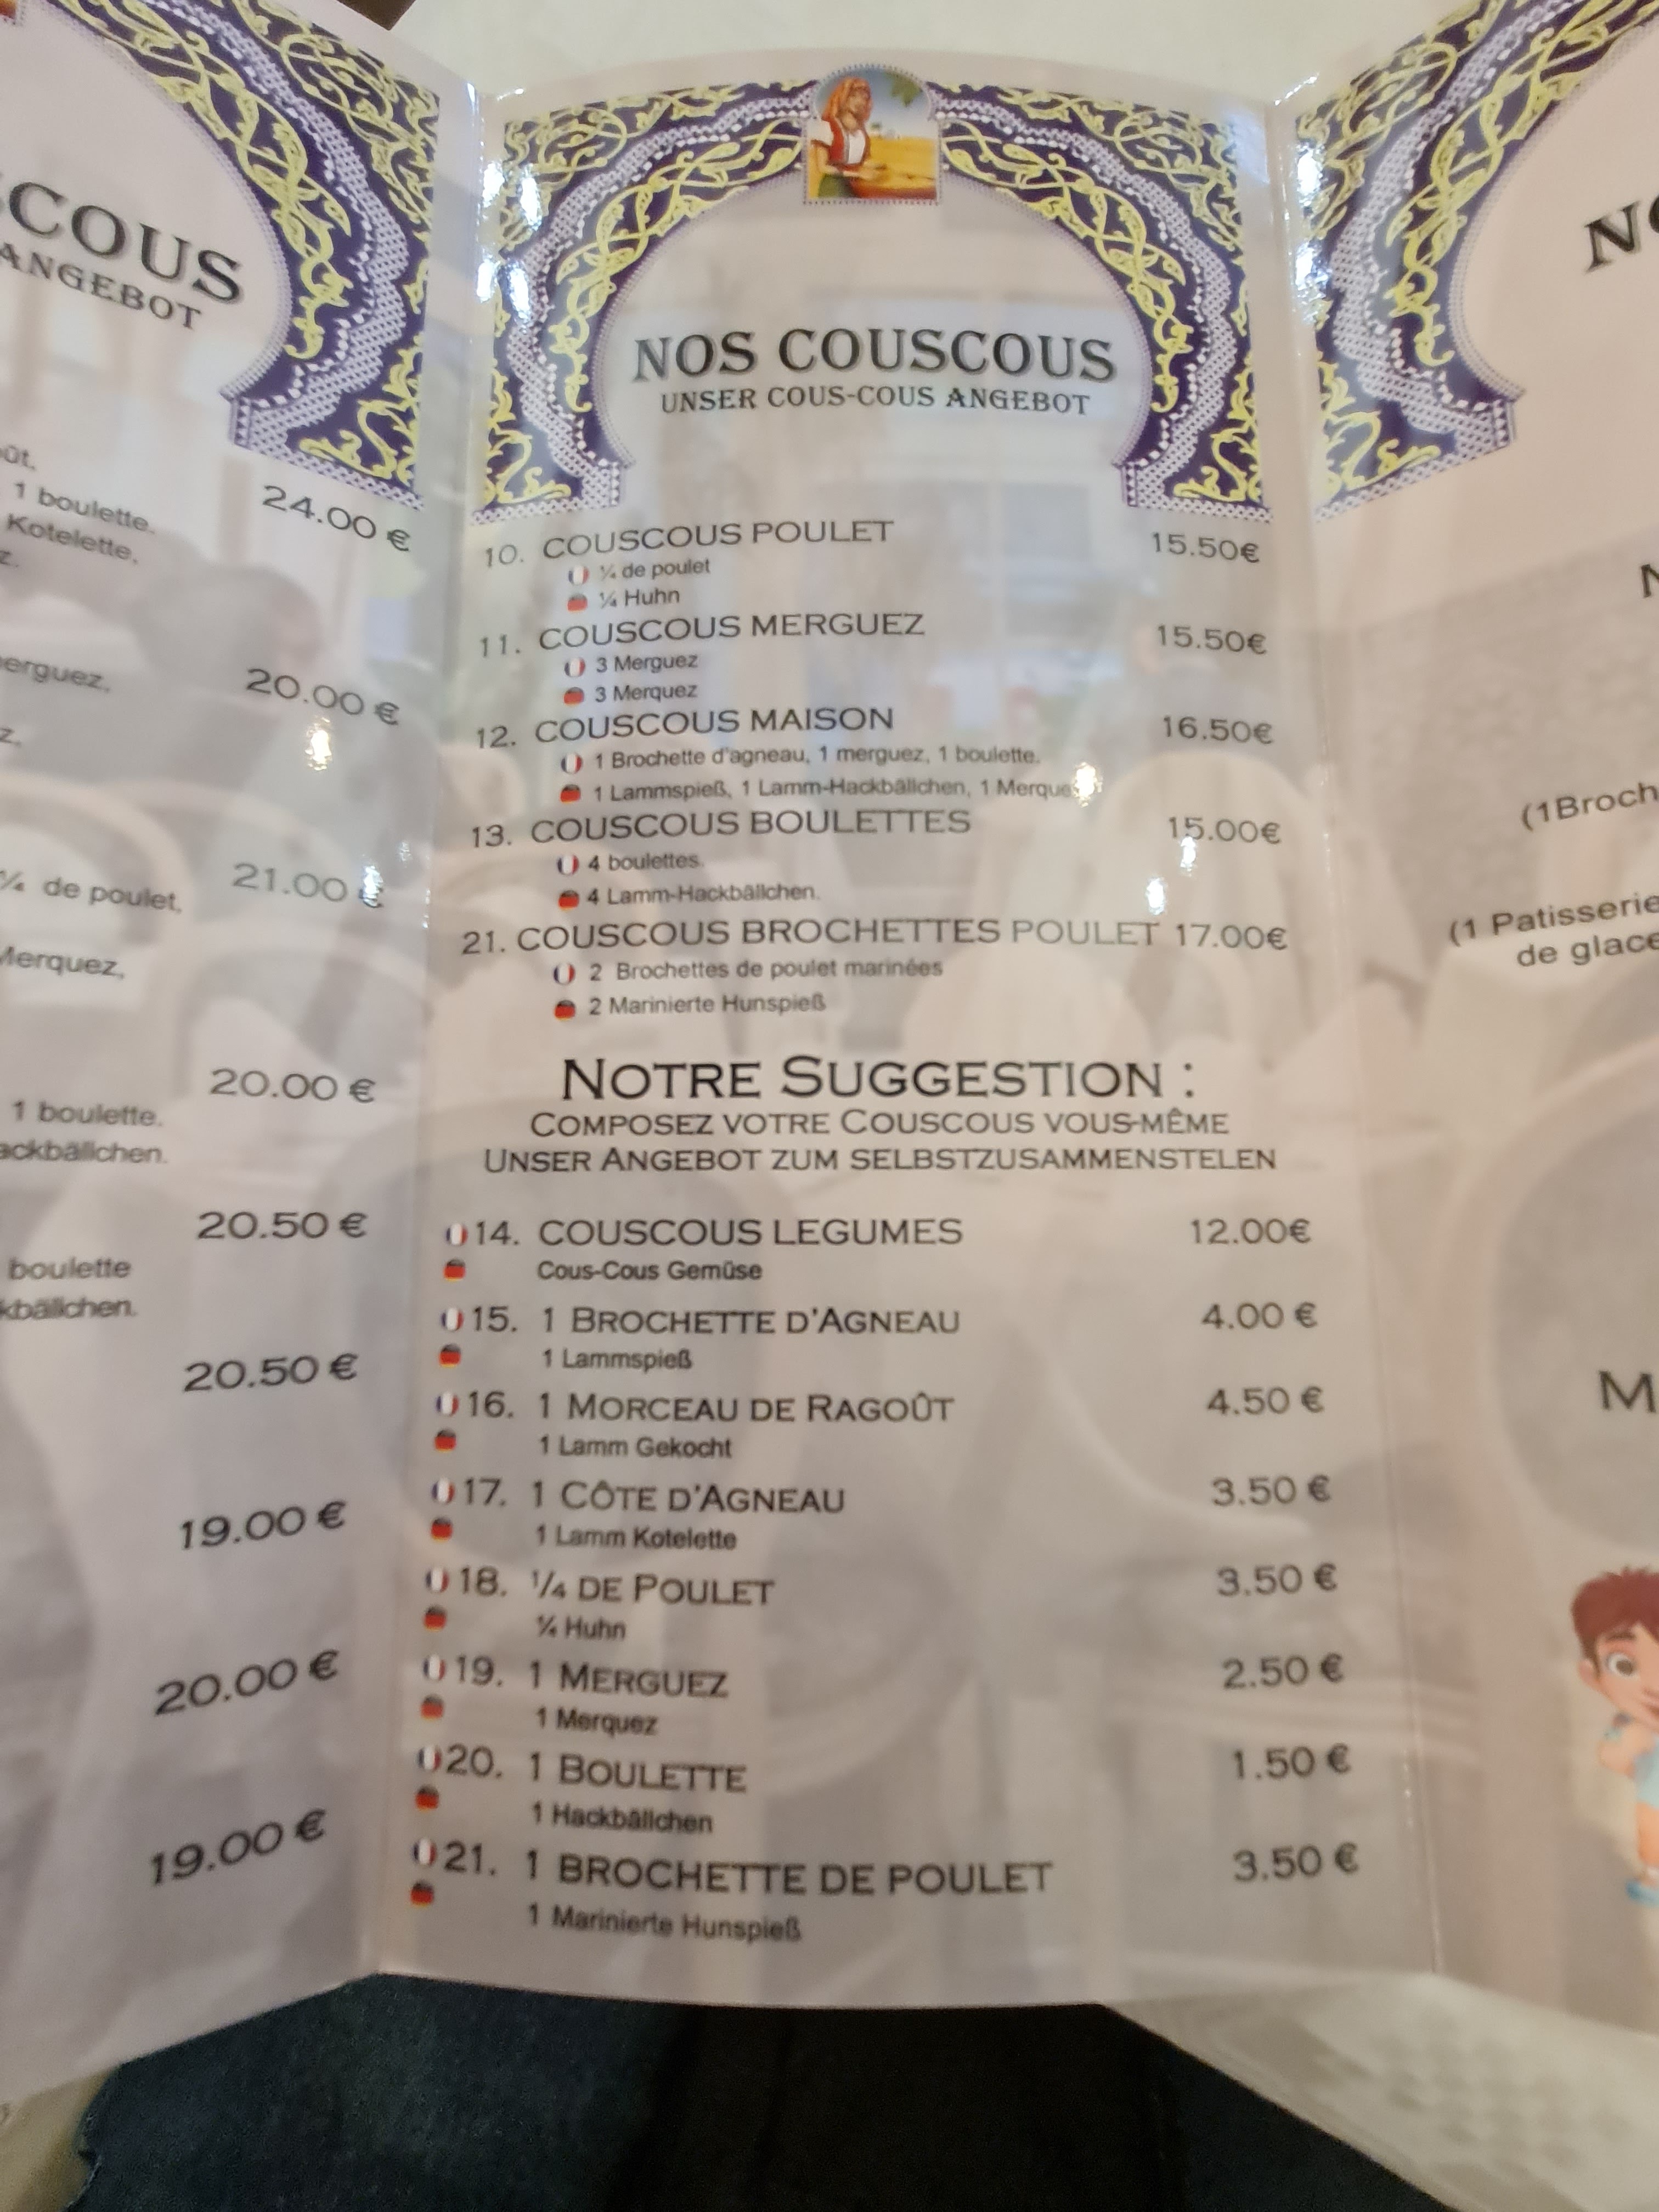 COUS
ANGEBOT
24.00 €
1 boulette.
Kotelette,
20.00 €
21.00 €
¼ de poulet,
Merquez,
20.00 €
1 boulette.
20.50 €
boulette
20.50 €
19.00 €
20.00 €
19.00 €
NOS COUSCOUS
UNSER COUS-COUS ANGEBOT
10. COUSCOUS POULET 15.50€
¼ de poulet
¼ Huhn
11. COUSCOUS MERGUEZ 15.50€
3 Merguez
3 Merquez
12. COUSCOUS MAISON 16.50€
1 Brochette d'agneau, 1 merguez, 1 boulette.
1 Lammspieß, 1 Lamm-Hackbällchen, 1 Merque
13. COUSCOUS BOULETTES 15.00€
4 boulettes.
4 Lamm-Hackbällchen.
21. COUSCOUS BROCHETTES POULET 17.00€
2 Brochettes de poulet marinées
2 Marinierte Hunspieß
NOTRE SUGGESTION :
COMPOSEZ VOTRE COUSCOUS VOUS-MÊME
UNSER ANGEBOT ZUM SELBSTZUSAMMENSTELEN
14. COUSCOUS LEGUMES 12.00€
Cous-Cous Gemüse
15. 1 BROCHETTE D'AGNEAU 4.00 €
1 Lammspieß
16. 1 MORCEAU DE RAGOÛT 4.50 €
1 Lamm Gekocht
17. 1 CÔTE D'AGNEAU 3.50 €
1 Lamm Kotelette
18. ¼ DE POULET 3.50 €
¼ Huhn
19. 1 MERGUEZ 2.50 €
1 Merquez
20. 1 BOULETTE 1.50 €
1 Hackbällchen
21. 1 BROCHETTE DE POULET 3.50 €
1 Marinierte Hunspieß
(1 Patisserie
de glace